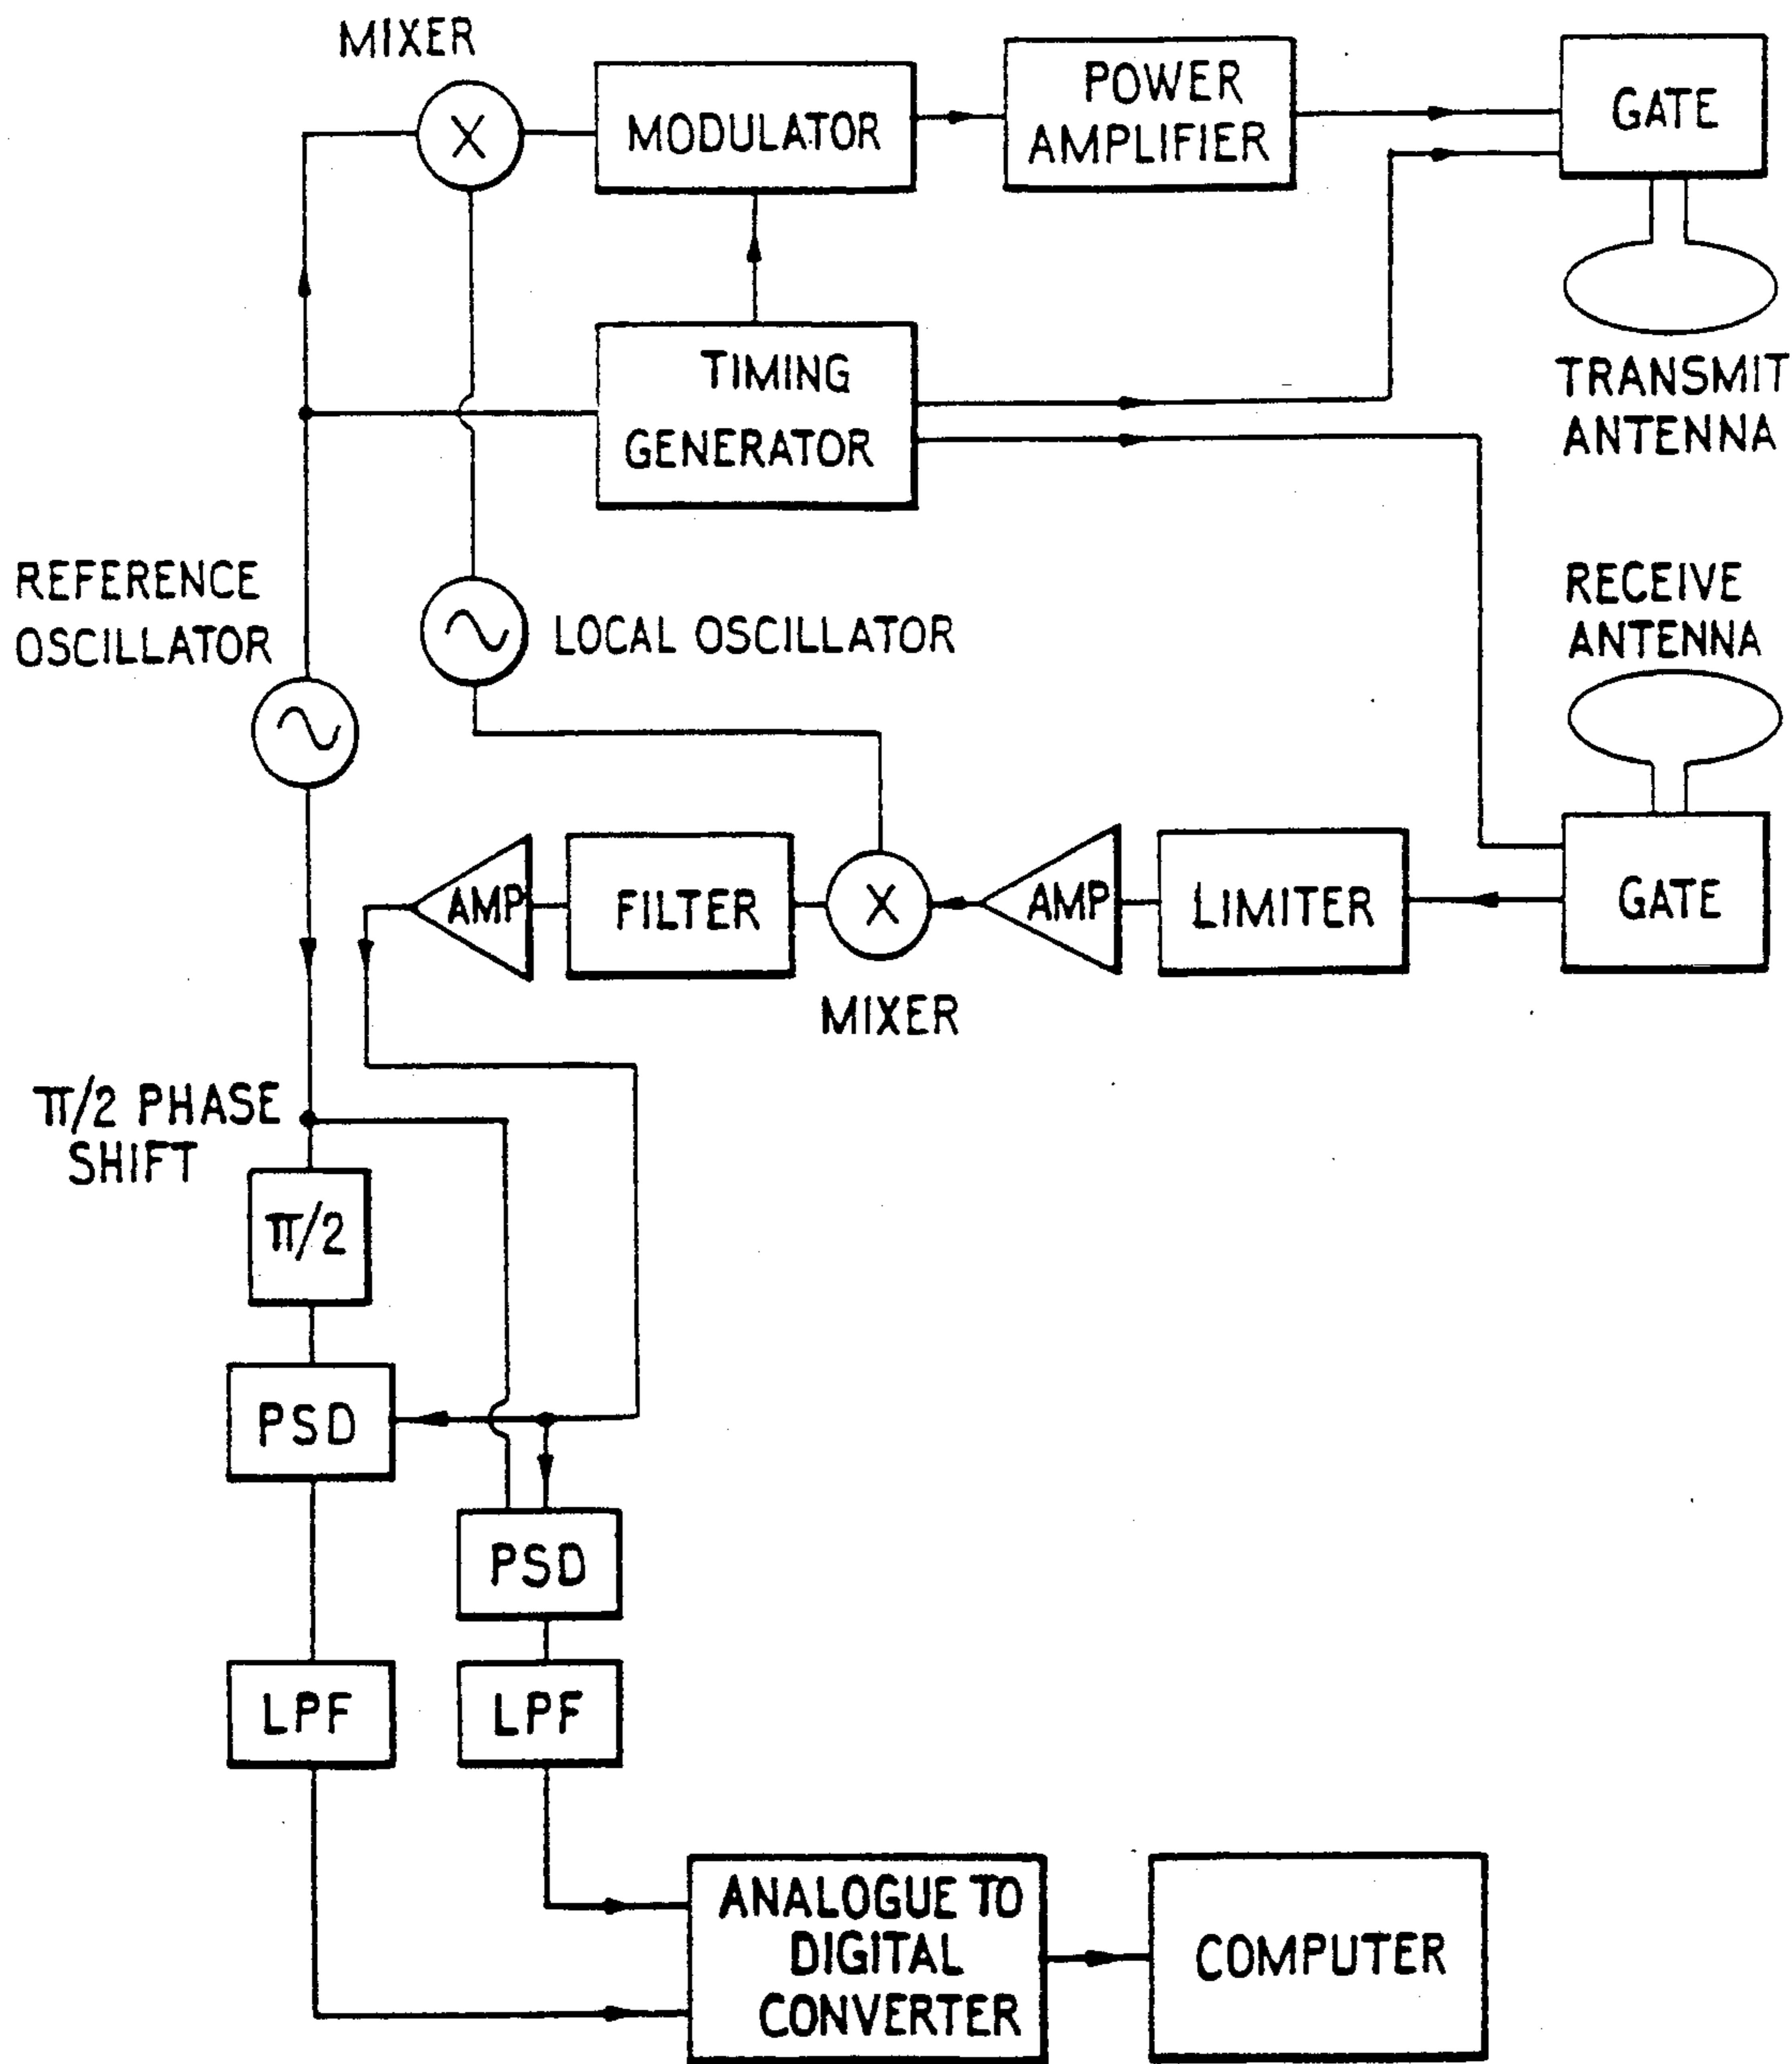 MIXER
X
MODULATOR
POWER
AMPLIFIER
GATE
TRANSMIT
ANTENNA
TIMING
GENERATOR
REFERENCE
OSCILLATOR
LOCAL OSCILLATOR
RECEIVE
ANTENNA
AMP
FILTER
X
AMP
LIMITER
GATE
MIXER
π/2 PHASE
SHIFT
π/2
PSD
PSD
LPF
LPF
ANALOGUE TO
DIGITAL
CONVERTER
COMPUTER